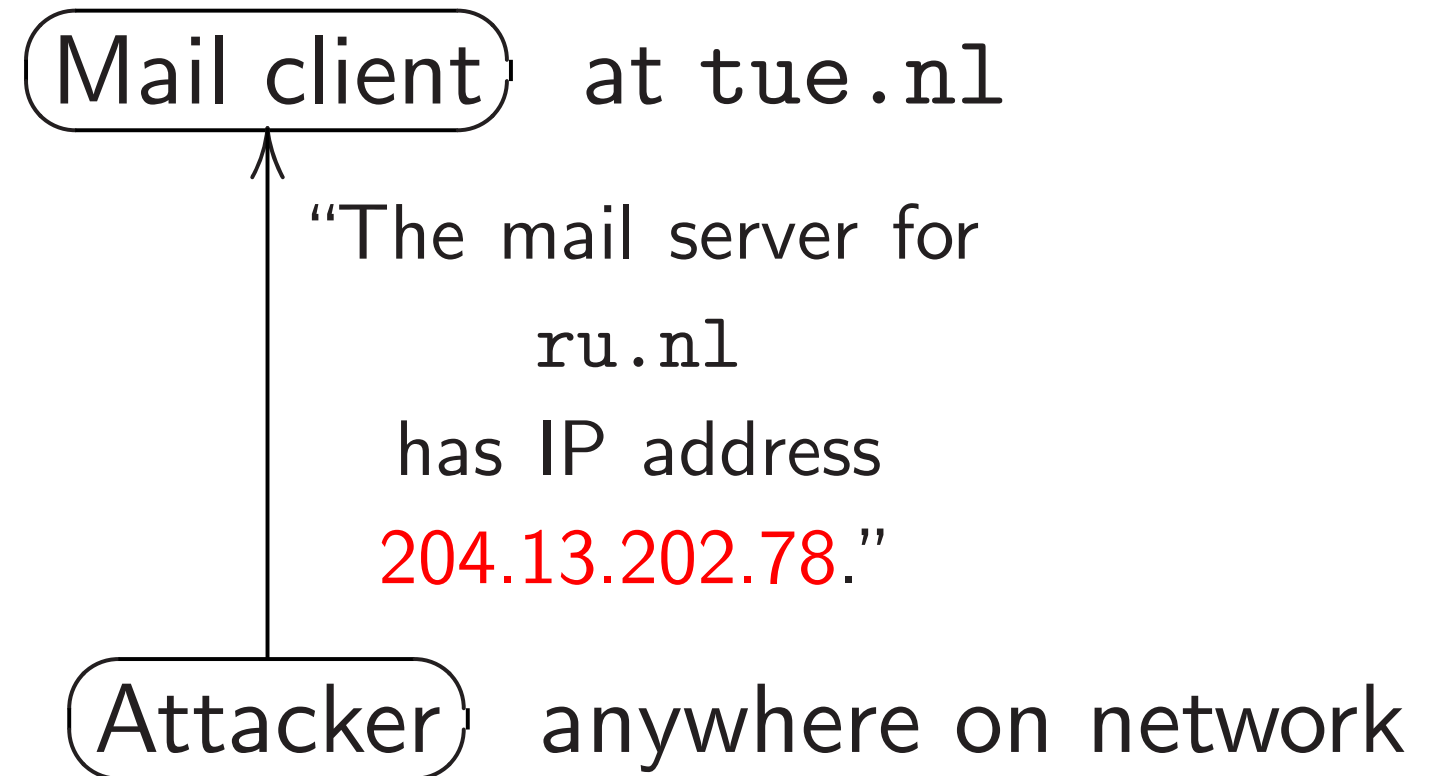 Mail client at tue.nl
“The mail server for
ru.nl
has IP address
204.13.202.78.”
Attacker anywhere on network